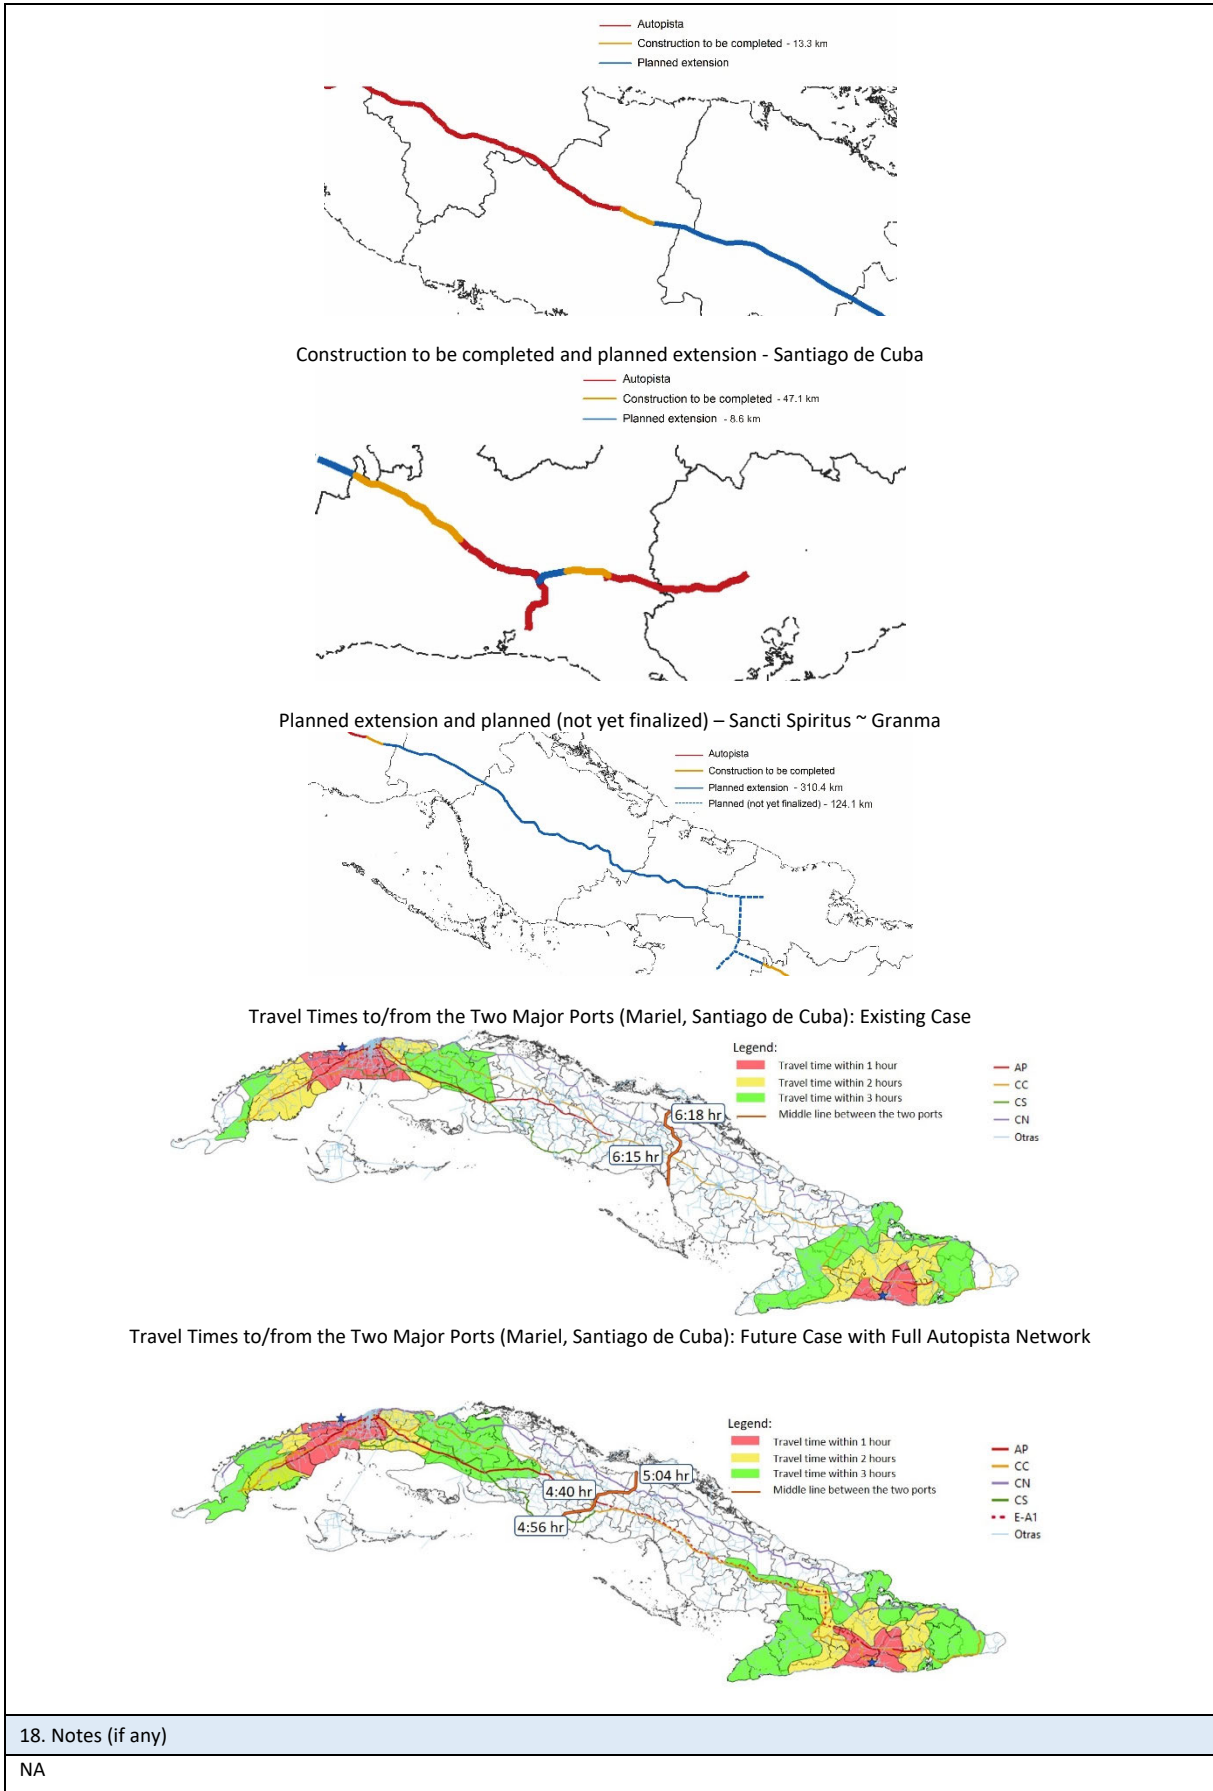 Autopista
Construction to be completed - 13.3 km
Planned extension
Construction to be completed and planned extension - Santiago de Cuba
Autopista
Construction to be completed - 47.1 km
Planned extension - 8.6 km
Planned extension and planned (not yet finalized) – Sancti Spiritus ~ Granma
Autopista
Construction to be completed
Planned extension - 310.4 km
Planned (not yet finalized) - 124.1 km
Travel Times to/from the Two Major Ports (Mariel, Santiago de Cuba): Existing Case
Legend:
Travel time within 1 hour
Travel time within 2 hours
Travel time within 3 hours
Middle line between the two ports
AP
CC
CS
CN
Otras
6:18 hr
6:15 hr
Travel Times to/from the Two Major Ports (Mariel, Santiago de Cuba): Future Case with Full Autopista Network
Legend:
Travel time within 1 hour
Travel time within 2 hours
Travel time within 3 hours
Middle line between the two ports
AP
CC
CN
CS
E-A1
Otras
5:04 hr
4:40 hr
4:56 hr
18. Notes (if any)
NA